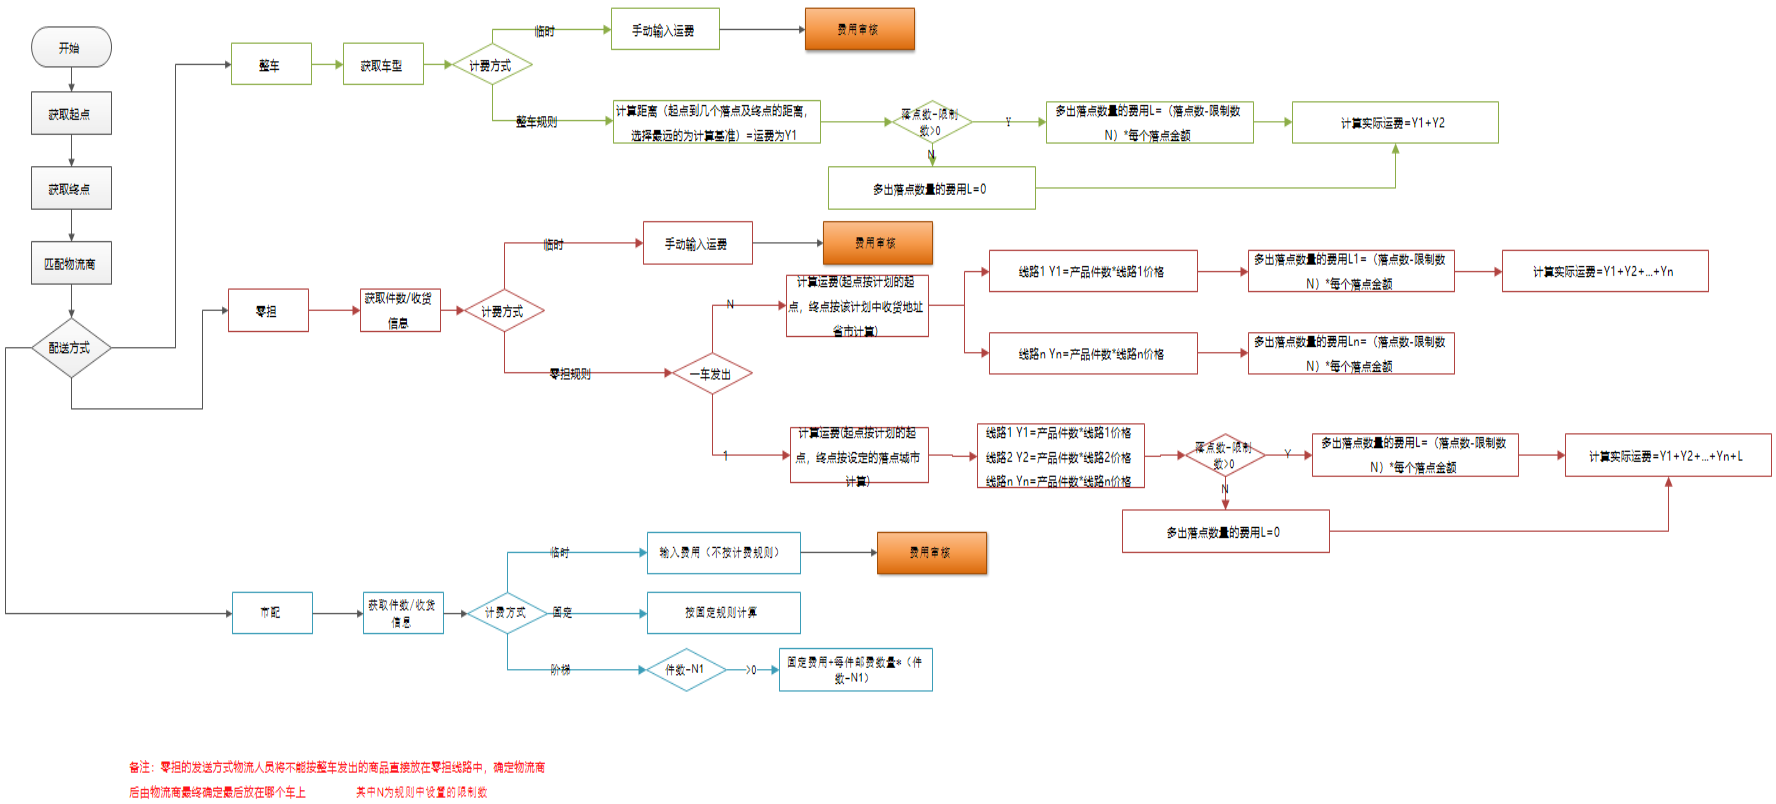 开始
获取起点
获取终点
匹配物流商
配送方式
整车
获取车型
计费方式
临时
手动输入运费
费用审核
整车规则
计算距离（起点到几个落点及终点的距离，
选择最远的为计算基准）=运费为Y1
落点数-限制
数>0
Y
多出落点数量的费用L=（落点数-限制数
N）*每个落点金额
计算实际运费=Y1+Y2
N
多出落点数量的费用L=0
零担
获取件数/收货
信息
计费方式
临时
手动输入运费
费用审核
零担规则
一车发出
N
计算运费(起点按计划的起
点，终点按该计划中收货地址
省市计算)
线路1 Y1=产品件数*线路1价格
多出落点数量的费用L1=（落点数-限制数
N）*每个落点金额
计算实际运费=Y1+Y2+...+Yn
线路n Yn=产品件数*线路n价格
多出落点数量的费用Ln=（落点数-限制数
N）*每个落点金额
1
计算运费(起点按计划的起
点，终点按设定的落点城市
计算)
线路1 Y1=产品件数*线路1价格
线路2 Y2=产品件数*线路2价格
线路n Yn=产品件数*线路n价格
落点数-限制
数>0
Y
多出落点数量的费用L=（落点数-限制数
N）*每个落点金额
计算实际运费=Y1+Y2+...+Yn+L
N
多出落点数量的费用L=0
市配
获取件数/收货
信息
计费方式
临时
输入费用（不按计费规则）
费用审核
固定
按固定规则计算
阶梯
件数-N1
>0
固定费用+每件部费数量*（件
数-N1）
备注：零担的发送方式物流人员将不能按整车发出的商品直接放在零担线路中，确定物流商
后由物流商最终确定最后放在哪个车上
其中N为规则中设置的限制数